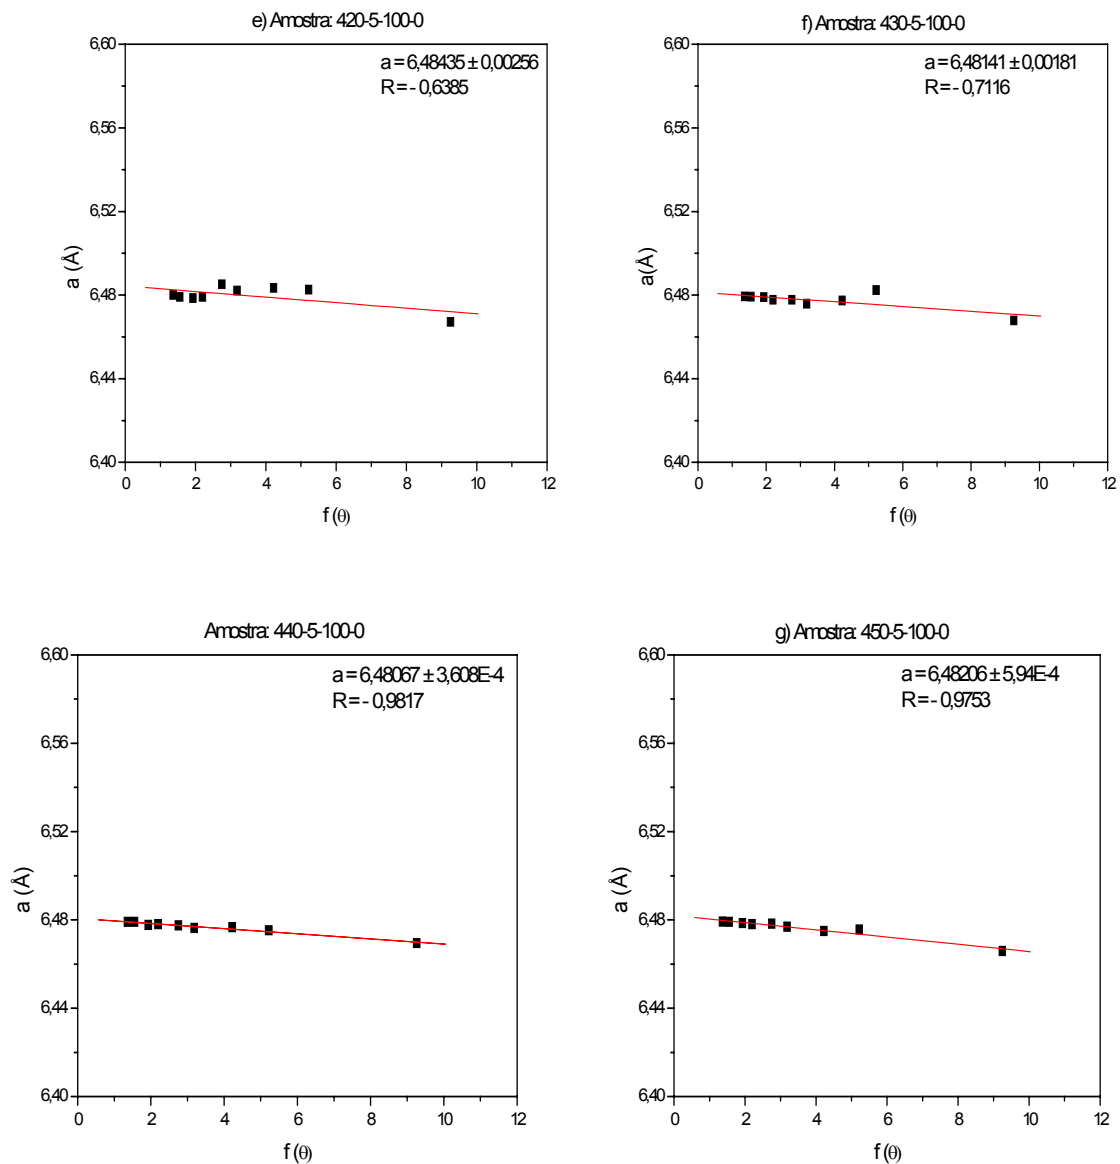 e) Amostra: 420-5-100-0
a = 6,48435 ± 0,00256
R = - 0,6385
6,60
6,56
6,52
6,48
6,44
6,40
a (Å)
0 2 4 6 8 10 12
f (θ)
f) Amostra: 430-5-100-0
a = 6,48141 ± 0,00181
R = - 0,7116
6,60
6,56
6,52
6,48
6,44
6,40
a(Å)
0 2 4 6 8 10 12
f (θ)
Amostra: 440-5-100-0
a = 6,48067 ± 3,608E-4
R = - 0,9817
6,60
6,56
6,52
6,48
6,44
6,40
a (Å)
0 2 4 6 8 10 12
f (θ)
g) Amostra: 450-5-100-0
a = 6,48206 ± 5,94E-4
R = - 0,9753
6,60
6,56
6,52
6,48
6,44
6,40
a (Å)
0 2 4 6 8 10 12
f (θ)